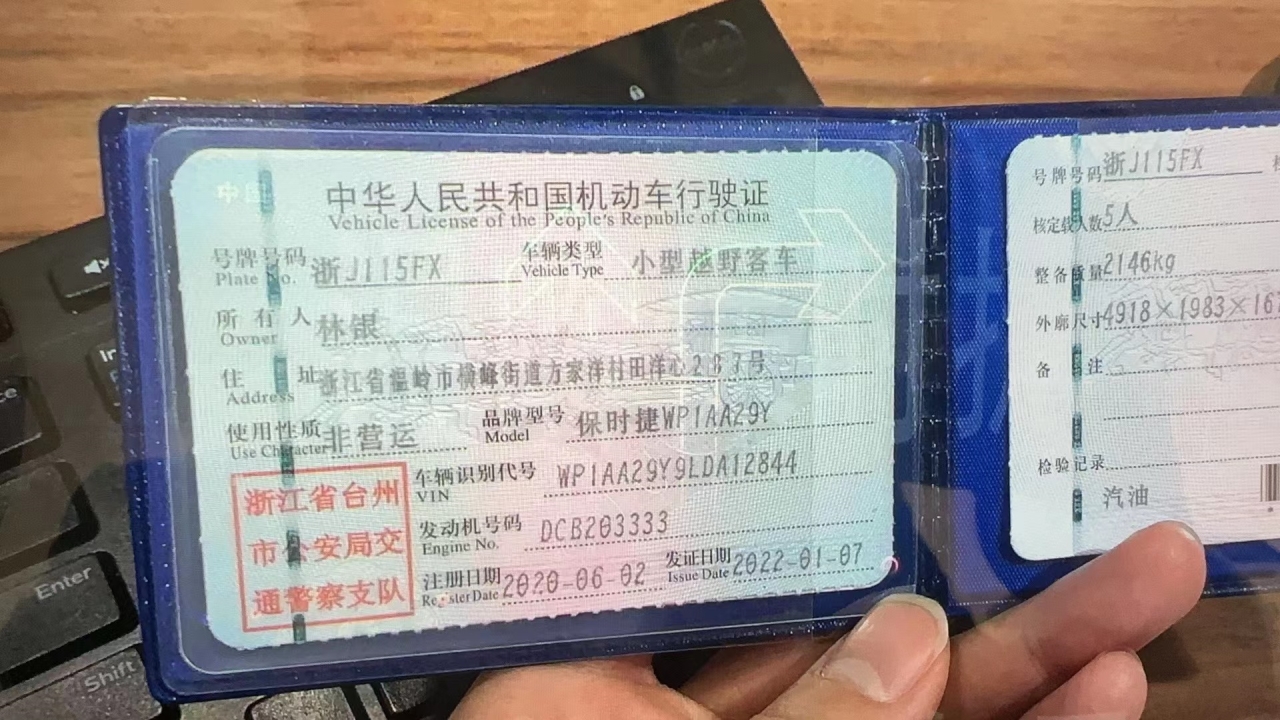 中国
中华人民共和国机动车行驶证
Vehicle License of the People's Republic of China
号牌号码 浙J115FX 车辆类型 小型越野客车
Plate No. Vehicle Type
所有人 林银
Owner
住址 浙江省温岭市横峰街道方家洋村田洋心287号
Address
使用性质 非营运 品牌型号 保时捷WP1AA29Y
Use Character Model
车辆识别代号 WP1AA29Y9LDA12844
VIN
发动机号码 DCB203333
Engine No.
注册日期 2020-06-02 发证日期 2022-01-07
Register Date Issue Date
浙江省台州
市公安局交
通警察支队
号牌号码 浙J115FX
核定载人数 5人
整备质量 2146kg
外廓尺寸 4918×1983×16
备注
检验记录
汽油
Enter
Shift